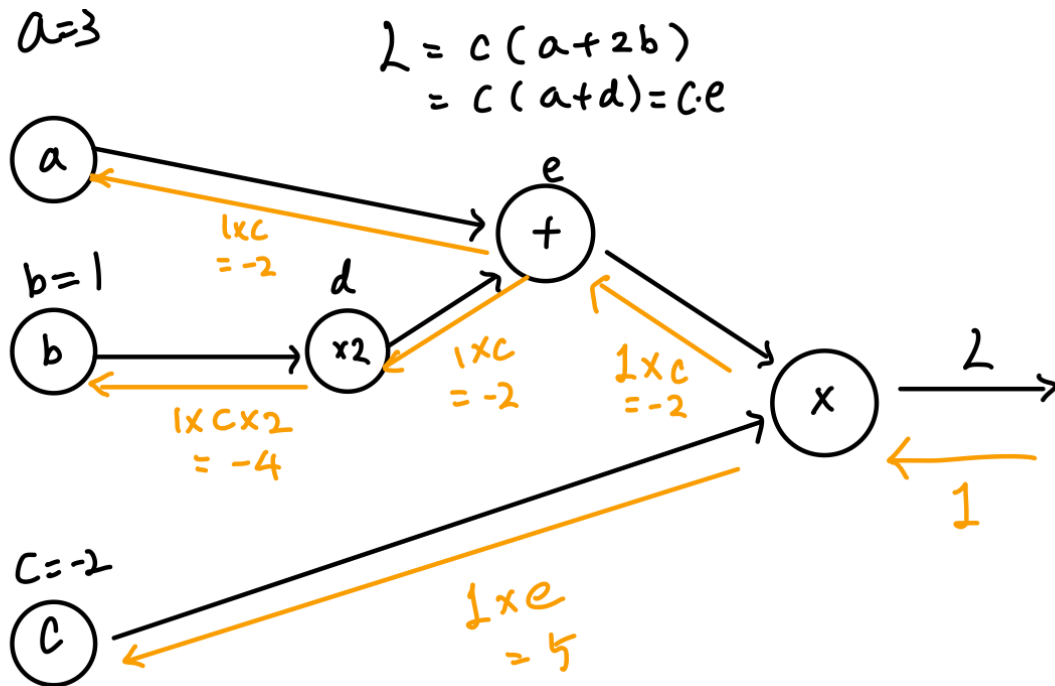 a=3
L = c(a+2b)
= c(a+d)=c·e
a
e
+
1xc
=-2
b=1
d
b
x2
1xc
=-2
1xc
=-2
L
x
1xcx2
=-4
1
c=-2
c
1xe
=5